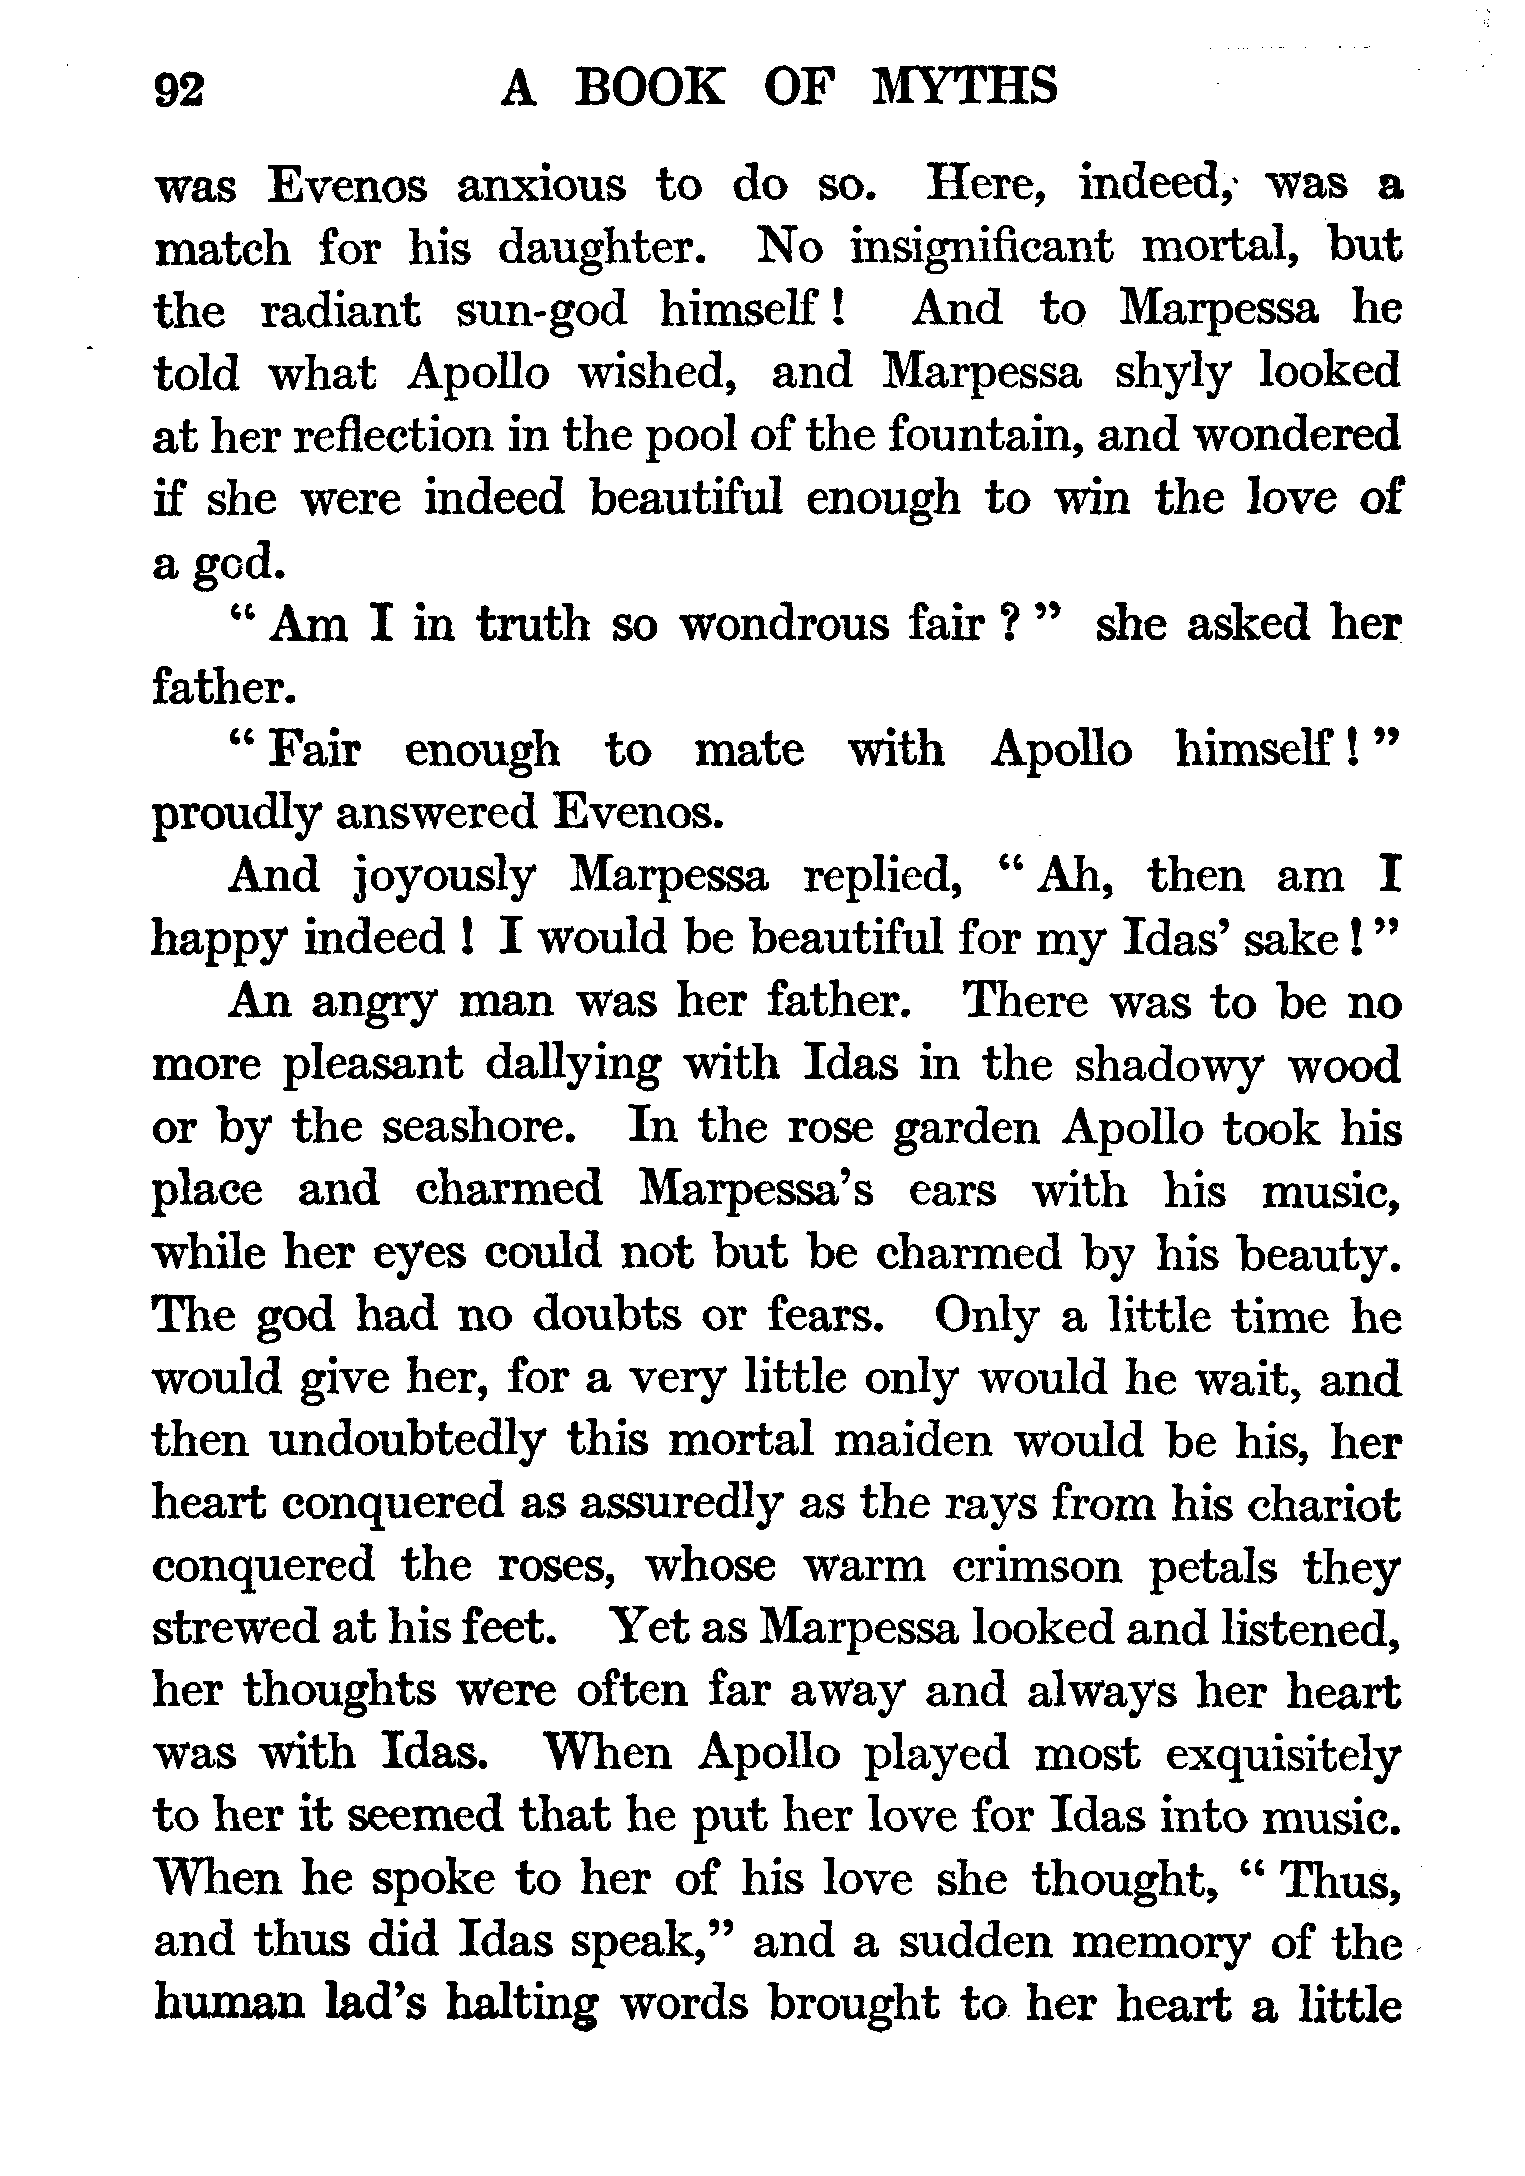 92 A BOOK OF MYTHS
was Evenos anxious to do so. Here, indeed, was a
match for his daughter. No insignificant mortal, but
the radiant sun-god himself! And to Marpessa he
told what Apollo wished, and Marpessa shyly looked
at her reflection in the pool of the fountain, and wondered
if she were indeed beautiful enough to win the love of
a god.
“Am I in truth so wondrous fair?” she asked her
father.
“Fair enough to mate with Apollo himself!”
proudly answered Evenos.
And joyously Marpessa replied, “Ah, then am I
happy indeed! I would be beautiful for my Idas’ sake!”
An angry man was her father. There was to be no
more pleasant dallying with Idas in the shadowy wood
or by the seashore. In the rose garden Apollo took his
place and charmed Marpessa’s ears with his music,
while her eyes could not but be charmed by his beauty.
The god had no doubts or fears. Only a little time he
would give her, for a very little only would he wait, and
then undoubtedly this mortal maiden would be his, her
heart conquered as assuredly as the rays from his chariot
conquered the roses, whose warm crimson petals they
strewed at his feet. Yet as Marpessa looked and listened,
her thoughts were often far away and always her heart
was with Idas. When Apollo played most exquisitely
to her it seemed that he put her love for Idas into music.
When he spoke to her of his love she thought, “Thus,
and thus did Idas speak,” and a sudden memory of the
human lad’s halting words brought to her heart a little